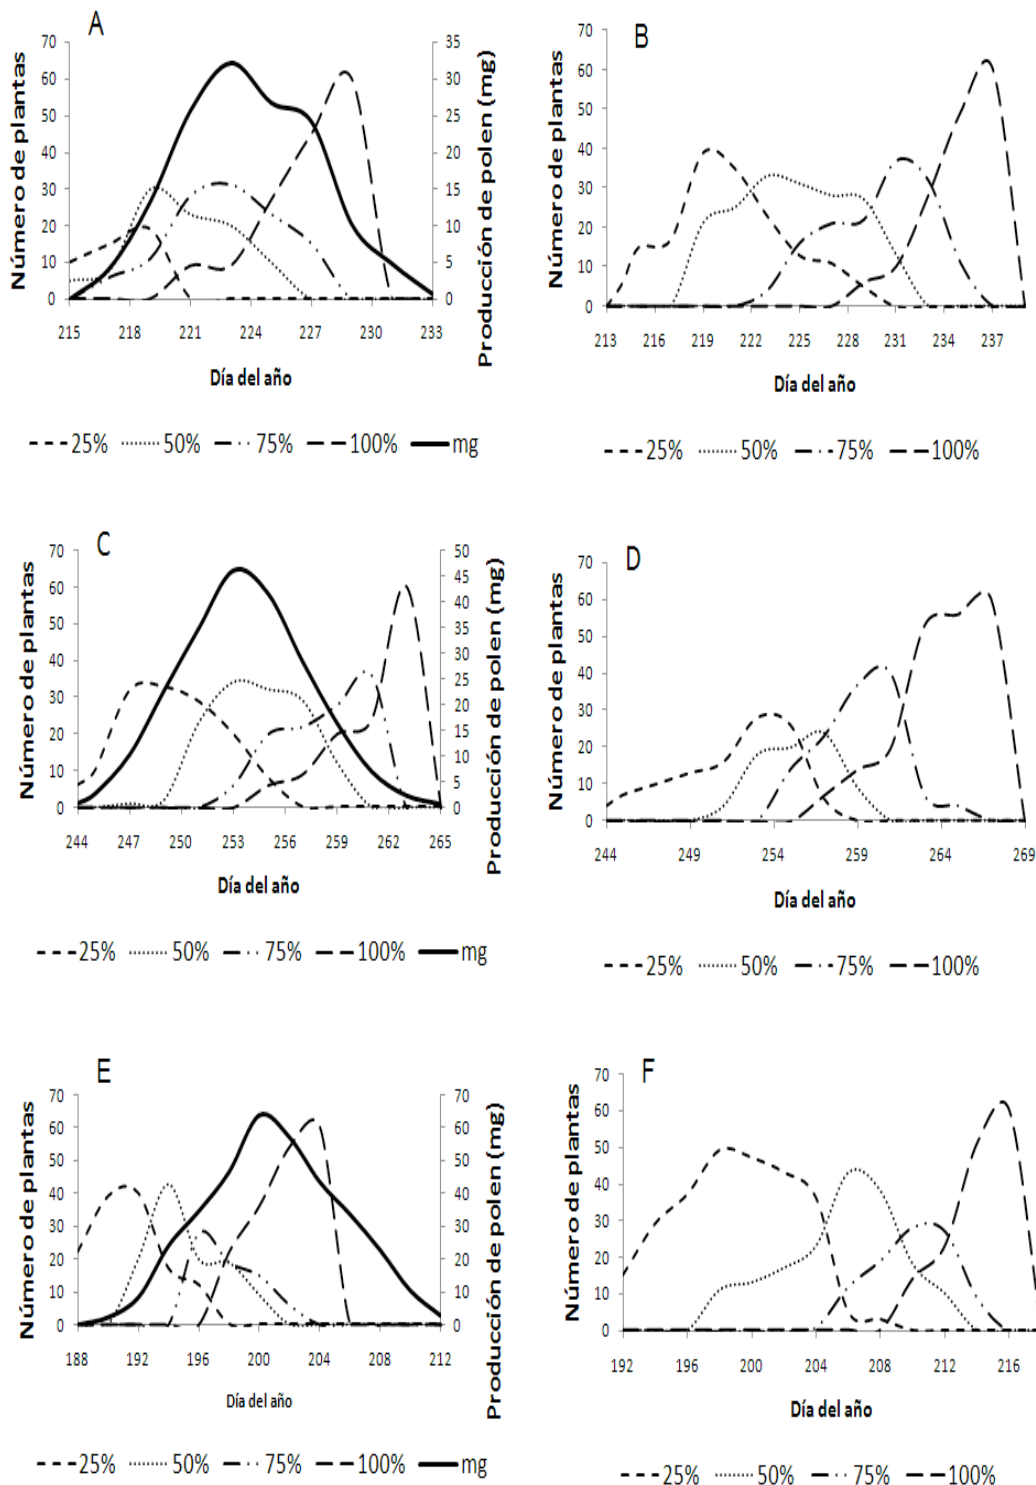 A
Número de plantas
70
60
50
40
30
20
10
0
35
30
25
20
15
10
5
0
Producción de polen (mg)
215 218 221 224 227 230 233
Día del año
25% 50% 75% 100% mg
B
Número de plantas
70
60
50
40
30
20
10
0
213 216 219 222 225 228 231 234 237
Día del año
25% 50% 75% 100%
C
Número de plantas
70
60
50
40
30
20
10
0
50
45
40
35
30
25
20
15
10
5
0
Producción de polen (mg)
244 247 250 253 256 259 262 265
Día del año
25% 50% 75% 100% mg
D
Número de plantas
70
60
50
40
30
20
10
0
244 249 254 259 264 269
Día del año
25% 50% 75% 100%
E
Número de plantas
70
60
50
40
30
20
10
0
70
60
50
40
30
20
10
0
Producción de polen (mg)
188 192 196 200 204 208 212
Día del año
25% 50% 75% 100% mg
F
Número de plantas
70
60
50
40
30
20
10
0
192 196 200 204 208 212 216
Día del año
25% 50% 75% 100%